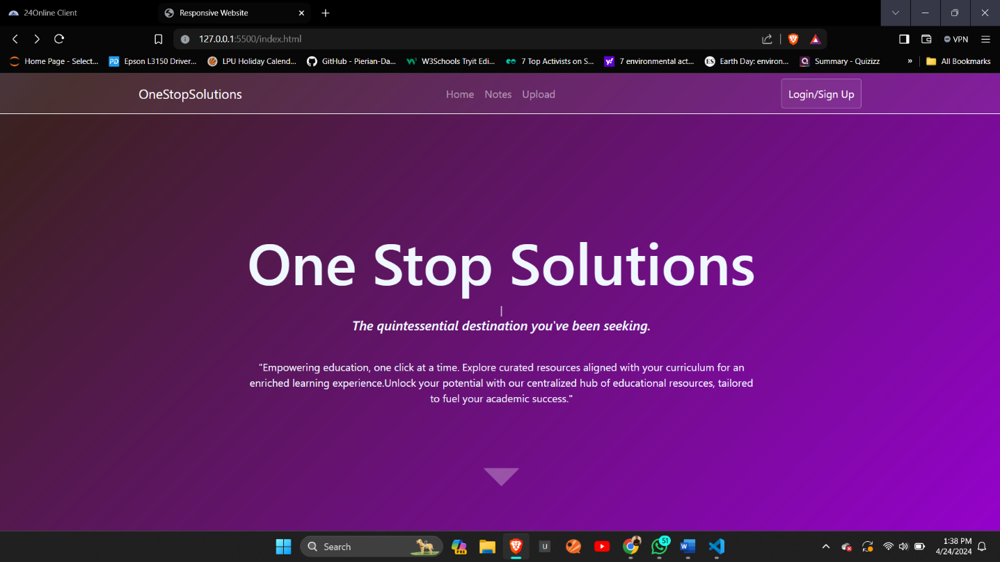 24Online Client
Responsive Website
127.0.0.1:5500/index.html
VPN
Home Page - Select...
PD Epson L3150 Driver...
LPU Holiday Calend...
GitHub - Pierian-Da...
W3Schools Tryit Edi...
7 Top Activists on S...
y! 7 environmental act...
ES Earth Day: environ...
Summary - Quizizz
» All Bookmarks
OneStopSolutions
Home Notes Upload
Login/Sign Up
One Stop Solutions
|
The quintessential destination you've been seeking.
"Empowering education, one click at a time. Explore curated resources aligned with your curriculum for an
enriched learning experience.Unlock your potential with our centralized hub of educational resources, tailored
to fuel your academic success."
Search
PRE
U
51
W
1:38 PM
4/24/2024